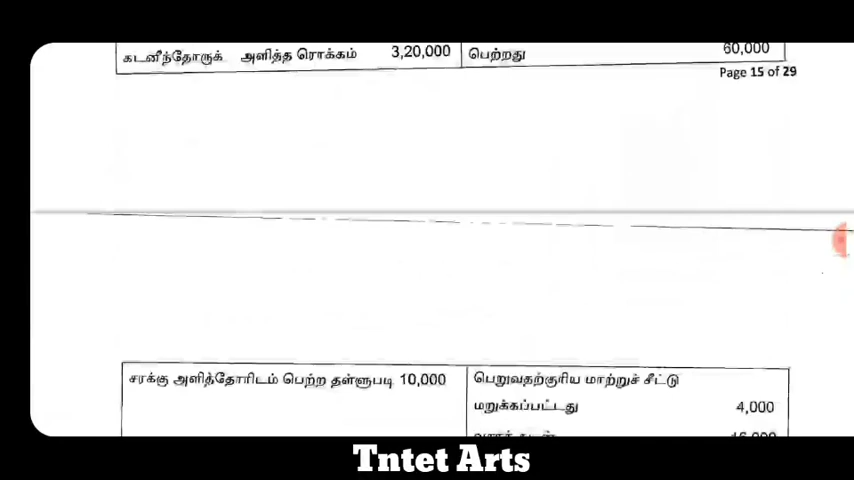 கடனீந்தோருக் அளித்த ரொக்கம் 3,20,000 பெற்றது 60,000
Page 15 of 29
சரக்கு அளித்தோரிடம் பெற்ற தள்ளுபடி 10,000 பெறுவதற்குரிய மாற்றுச் சீட்டு
மறுக்கப்பட்டது 4,000
Tntet Arts